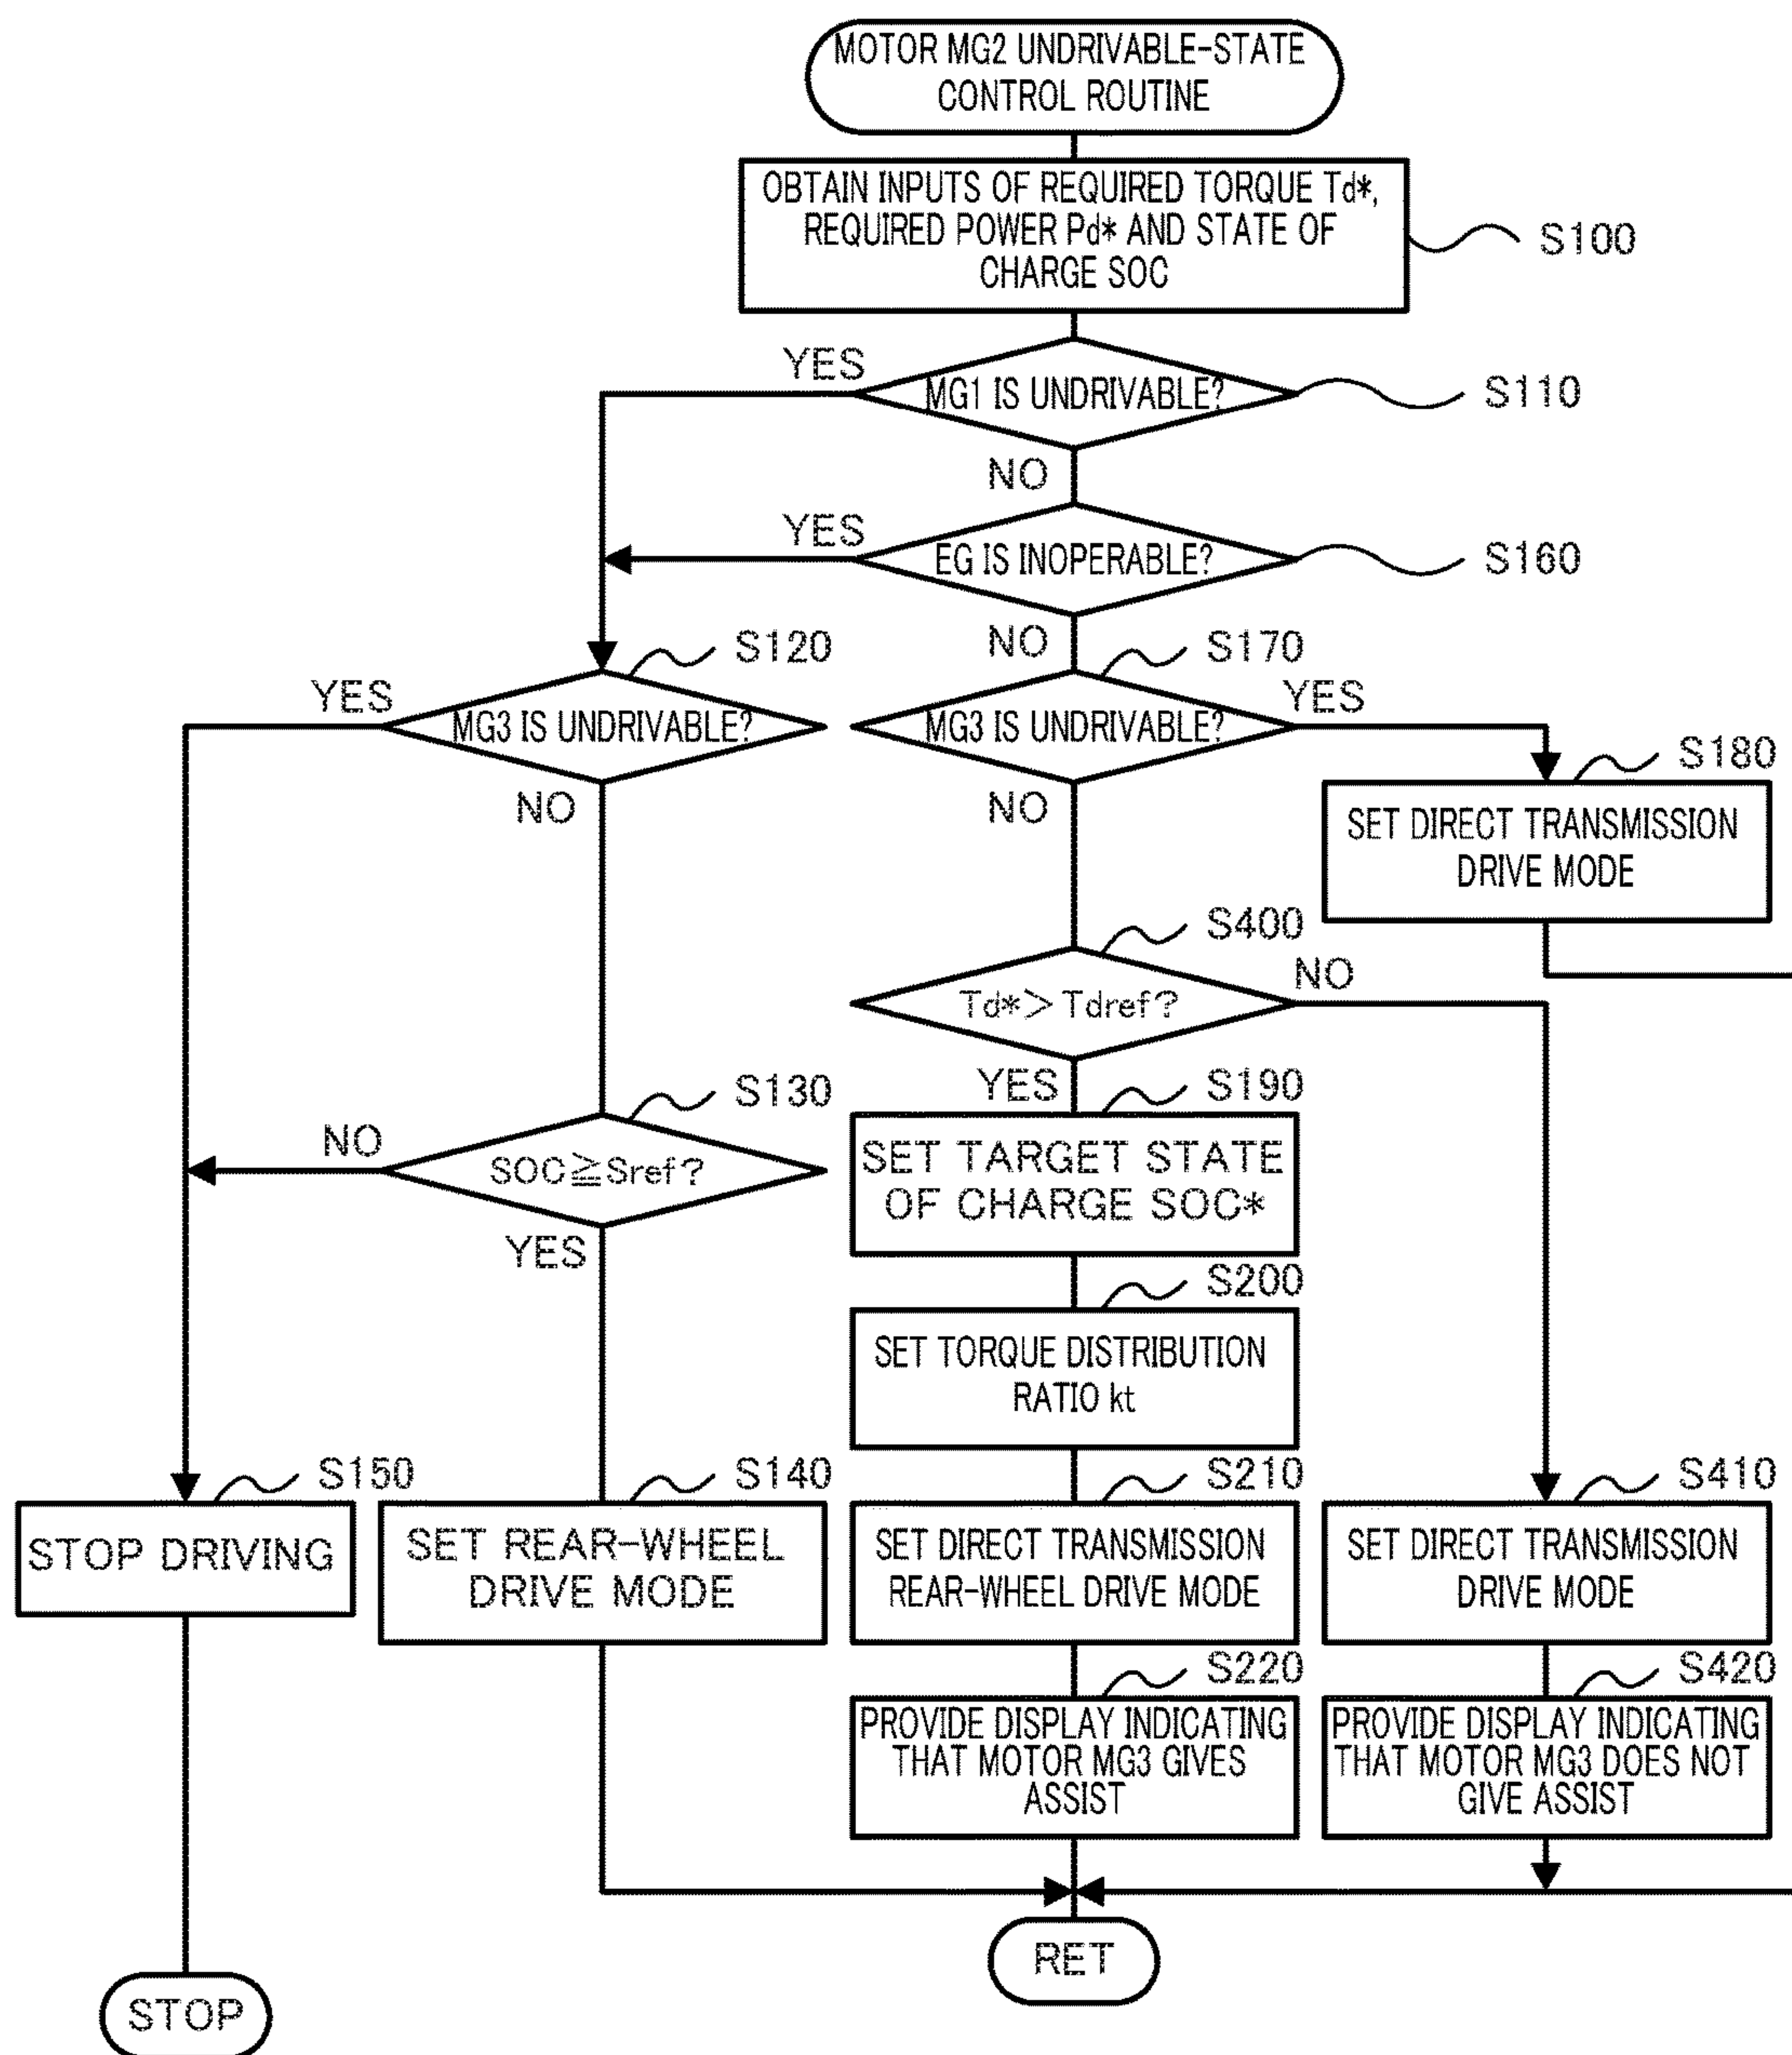 MOTOR MG2 UNDRIVABLE-STATE
CONTROL ROUTINE
OBTAIN INPUTS OF REQUIRED TORQUE Td*,
REQUIRED POWER Pd* AND STATE OF
CHARGE SOC
S100
YES
MG1 IS UNDRIVABLE?
S110
NO
YES
EG IS INOPERABLE?
S160
NO
S120
S170
YES
MG3 IS UNDRIVABLE?
MG3 IS UNDRIVABLE?
YES
NO
NO
S180
SET DIRECT TRANSMISSION
DRIVE MODE
S400
Td*> Tdref?
NO
YES
S130
S190
NO
SOC≧Sref?
SET TARGET STATE
OF CHARGE SOC*
YES
S200
SET TORQUE DISTRIBUTION
RATIO kt
S150
S140
S210
S410
STOP DRIVING
SET REAR-WHEEL
DRIVE MODE
SET DIRECT TRANSMISSION
REAR-WHEEL DRIVE MODE
SET DIRECT TRANSMISSION
DRIVE MODE
S220
S420
PROVIDE DISPLAY INDICATING
THAT MOTOR MG3 GIVES
ASSIST
PROVIDE DISPLAY INDICATING
THAT MOTOR MG3 DOES NOT
GIVE ASSIST
RET
STOP